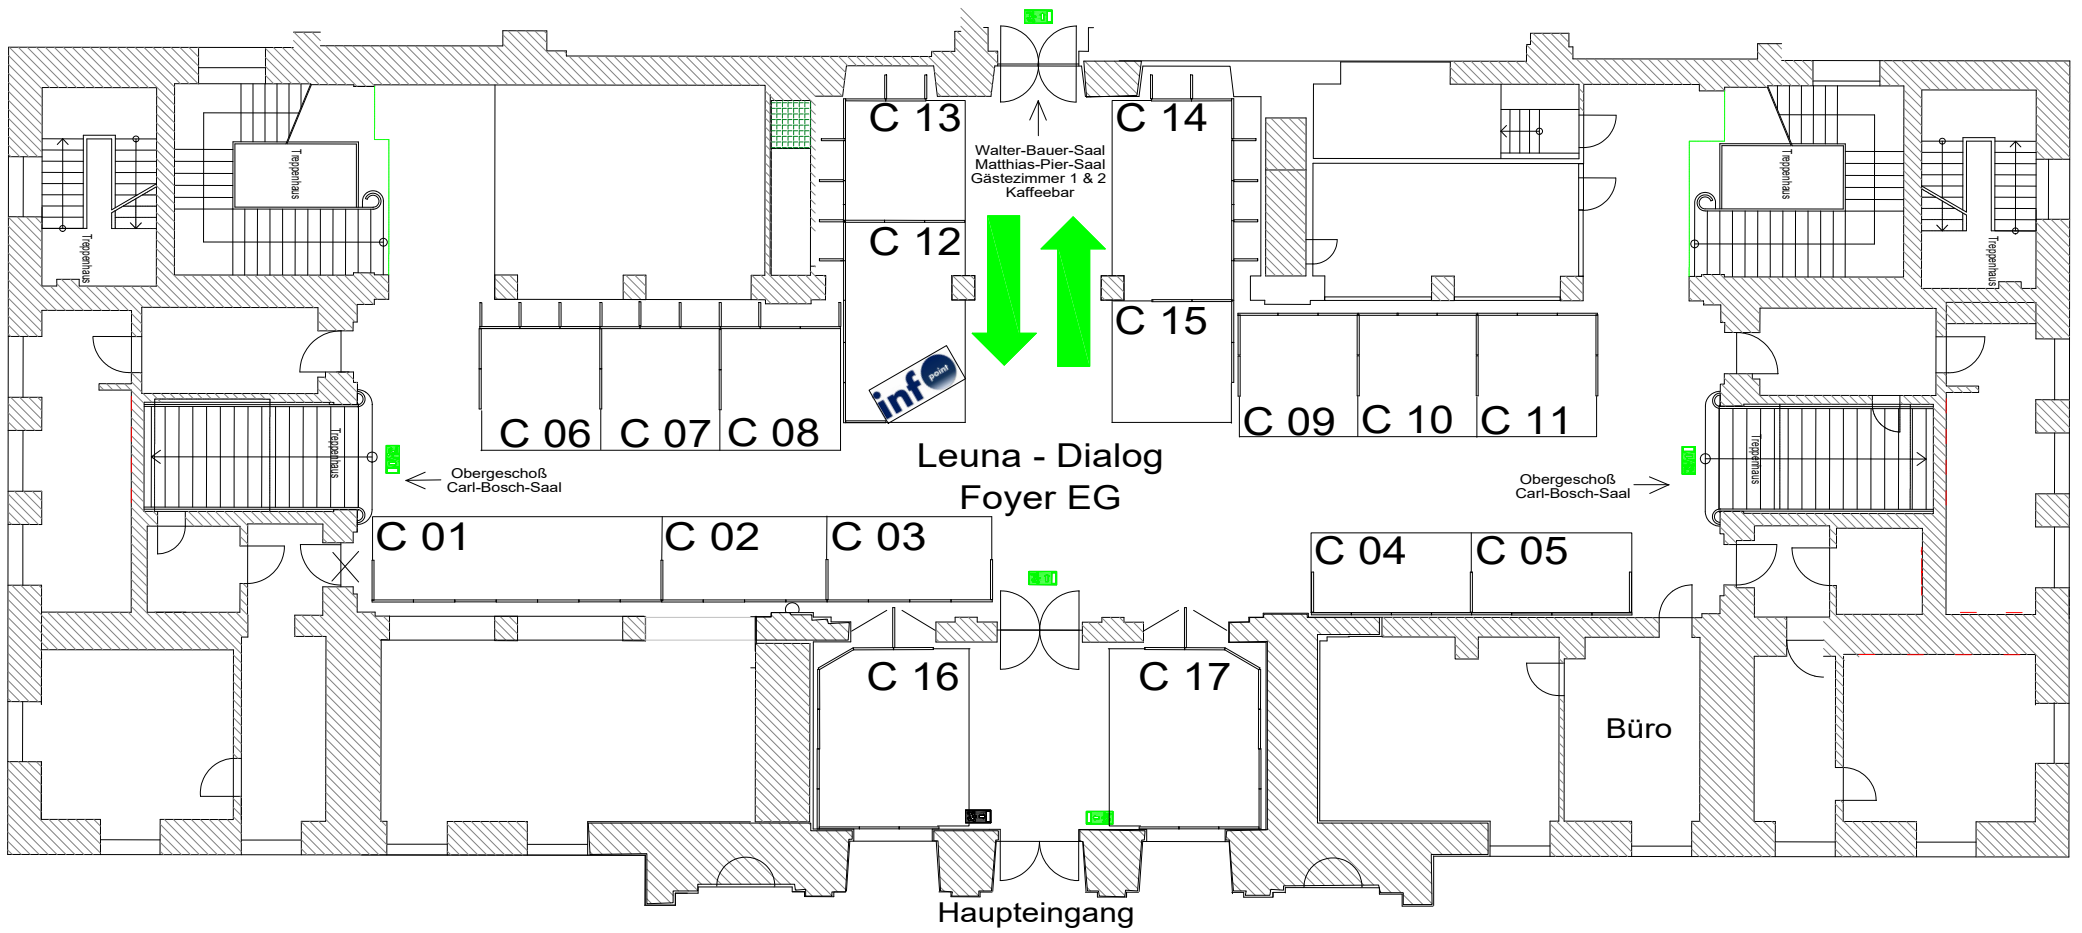 C 13
C 14
Walter-Bauer-Saal
Matthias-Pier-Saal
Gästezimmer 1 & 2
Kaffeebar
Treppenhaus
Treppenhaus
Treppenhaus
Treppenhaus
C 12
C 15
info point
C 06
C 07
C 08
C 09
C 10
C 11
Treppenhaus
Treppenhaus
Leuna - Dialog
Foyer EG
Obergeschoß
Carl-Bosch-Saal
Obergeschoß
Carl-Bosch-Saal
C 01
C 02
C 03
C 04
C 05
C 16
C 17
Büro
Haupteingang